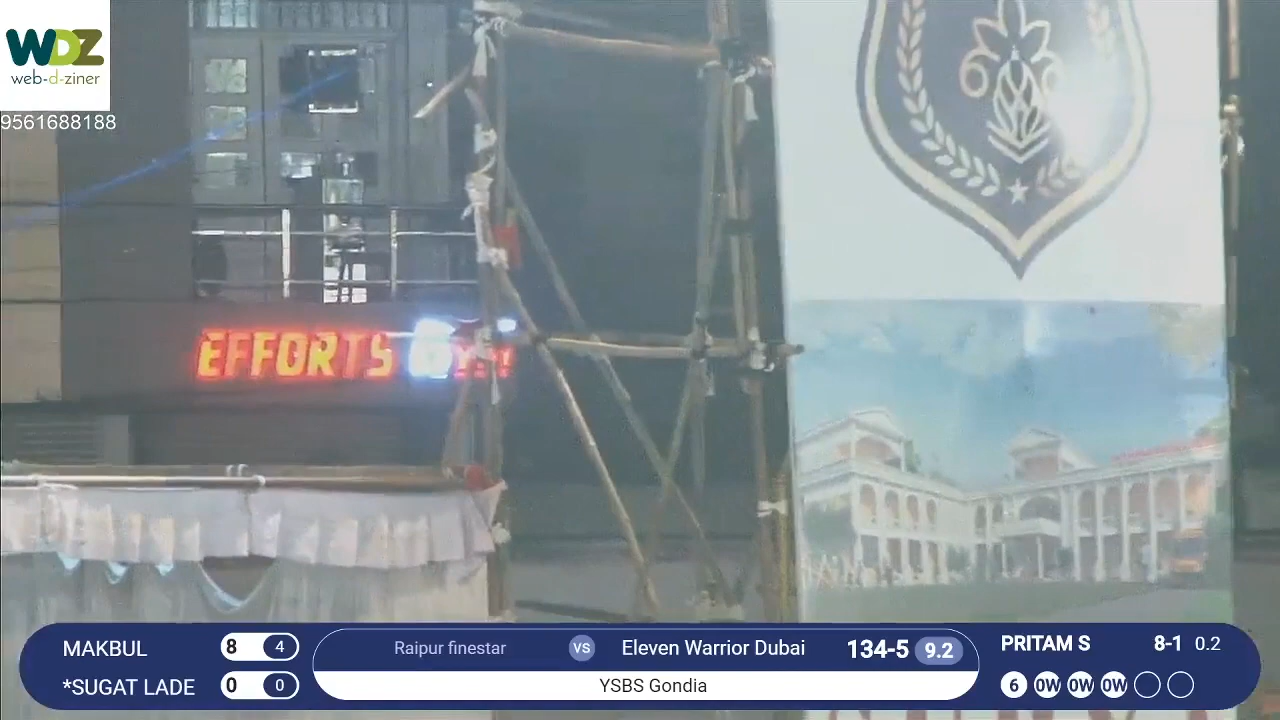 WDZ
web-d-ziner
9561688188
EFFORTS
MAKBUL 8 4
*SUGAT LADE 0 0
Raipur finestar VS Eleven Warrior Dubai 134-5 9.2
YSBS Gondia
PRITAM S 8-1 0.2
6 0W 0W 0W